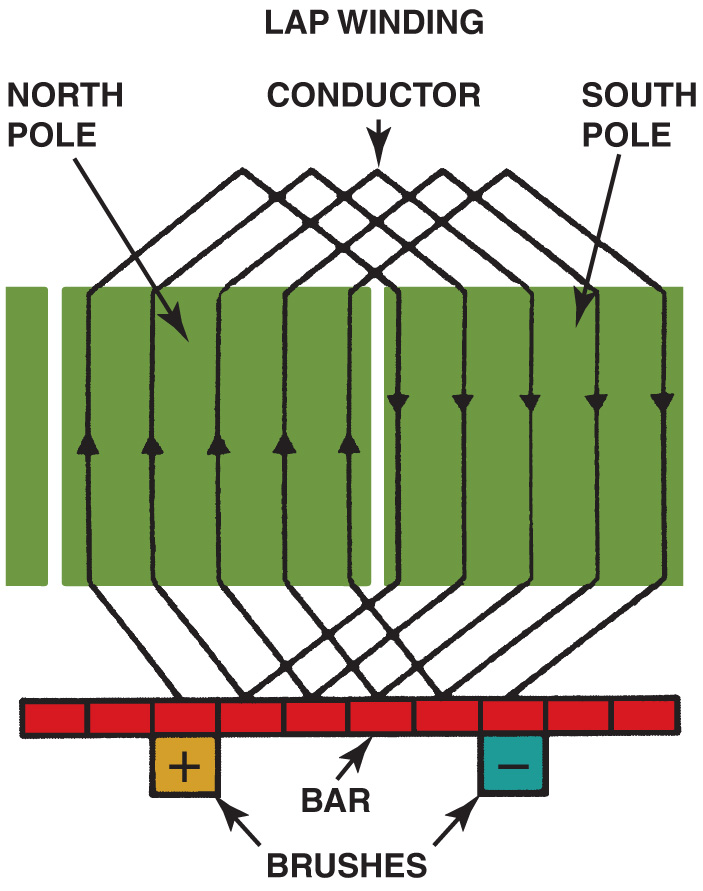 LAP WINDING
NORTH
POLE
CONDUCTOR
SOUTH
POLE
+
−
BAR
BRUSHES